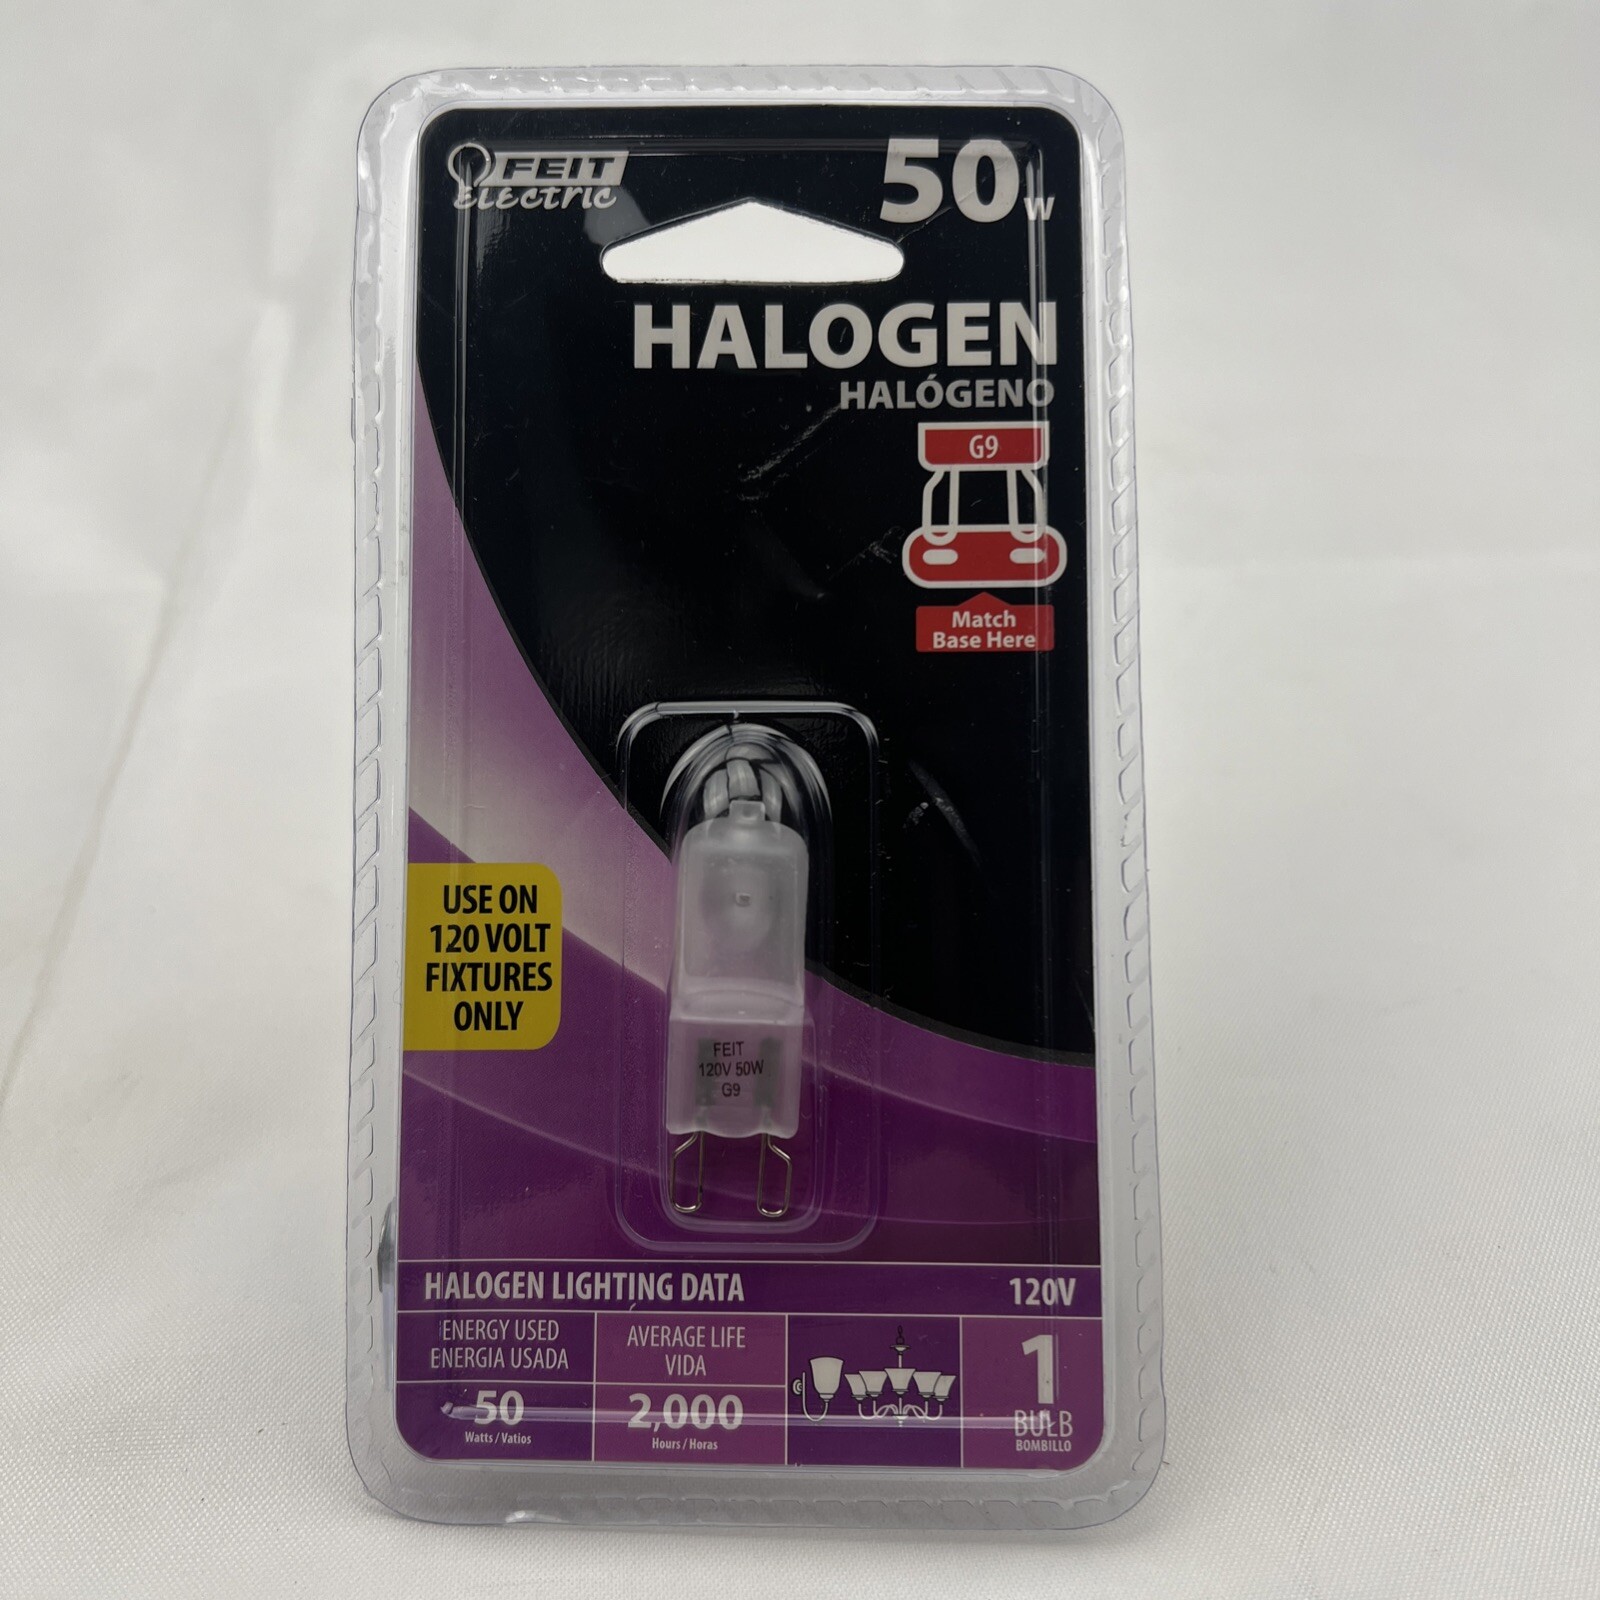 FEIT
ELECTRIC
50W
HALOGEN
HALÓGENO
G9
Match
Base Here
USE ON
120 VOLT
FIXTURES
ONLY
FEIT
120V 50W
G9
HALOGEN LIGHTING DATA
120V
ENERGY USED
ENERGIA USADA
50
Watts / Vatios
AVERAGE LIFE
VIDA
2,000
Hours / Horas
1
BULB
BOMBILLO